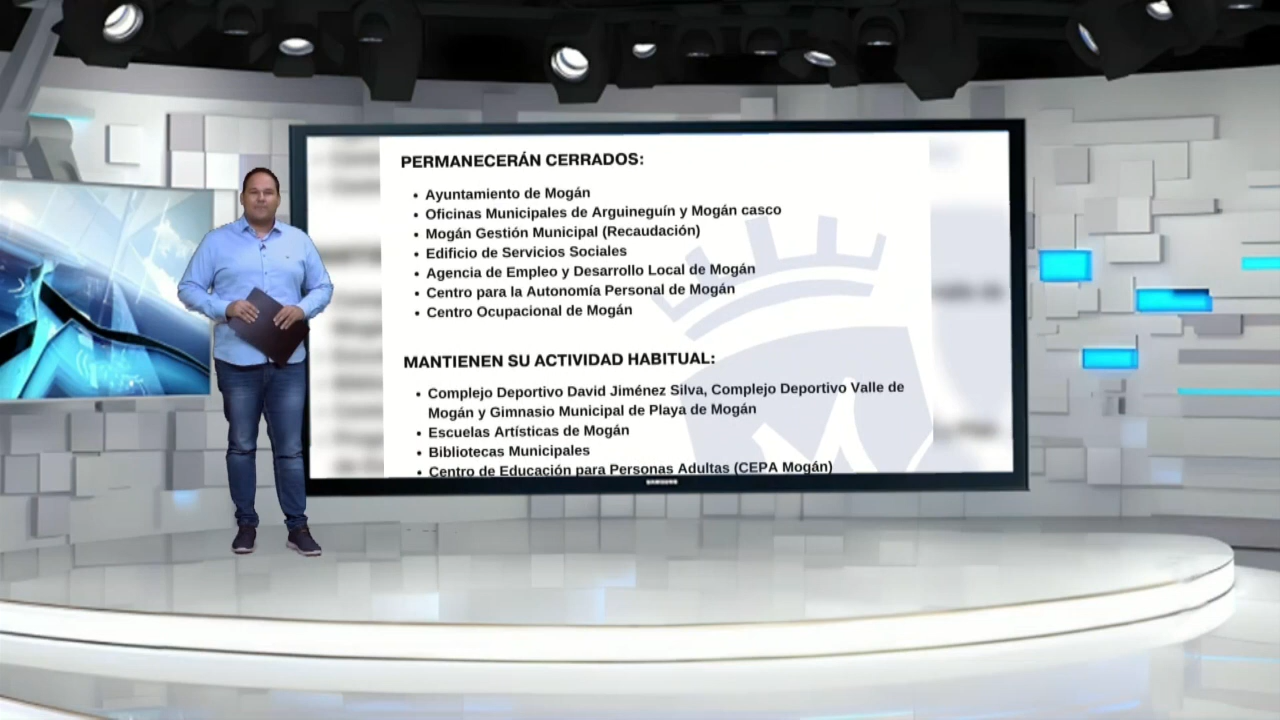 PERMANECERÁN CERRADOS:
• Ayuntamiento de Mogán
• Oficinas Municipales de Arguineguín y Mogán casco
• Mogán Gestión Municipal (Recaudación)
• Edificio de Servicios Sociales
• Agencia de Empleo y Desarrollo Local de Mogán
• Centro para la Autonomía Personal de Mogán
• Centro Ocupacional de Mogán
MANTIENEN SU ACTIVIDAD HABITUAL:
• Complejo Deportivo David Jiménez Silva, Complejo Deportivo Valle de
Mogán y Gimnasio Municipal de Playa de Mogán
• Escuelas Artísticas de Mogán
• Bibliotecas Municipales
• Centro de Educación para Personas Adultas (CEPA Mogán)
SAMSUNG